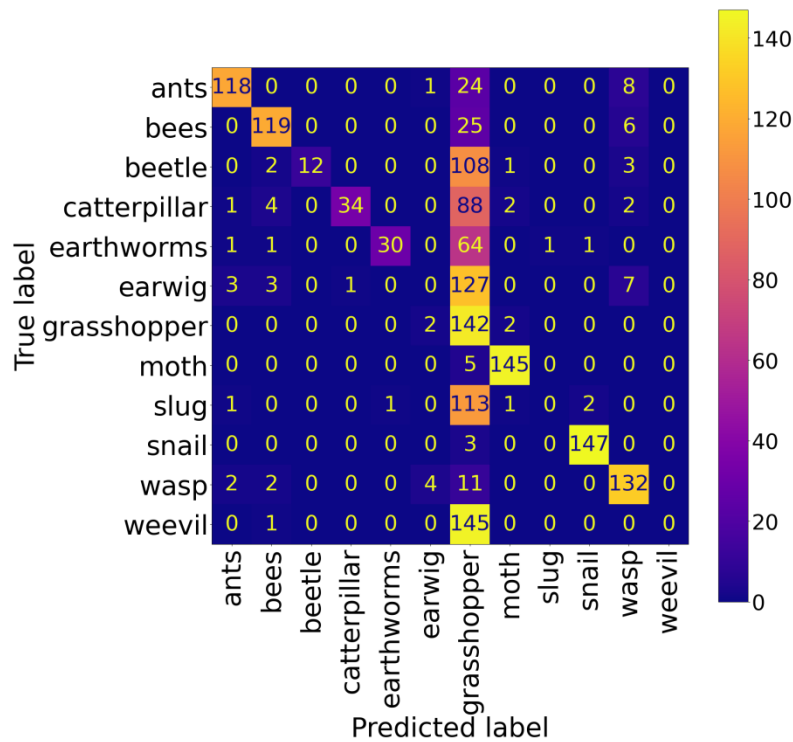 ants 118 0 0 0 0 1 24 0 0 0 8 0
bees 0 119 0 0 0 0 25 0 0 0 6 0
beetle 0 2 12 0 0 0 108 1 0 0 3 0
catterpillar 1 4 0 34 0 0 88 2 0 0 2 0
earthworms 1 1 0 0 30 0 64 0 1 1 0 0
earwig 3 3 0 1 0 0 127 0 0 0 7 0
grasshopper 0 0 0 0 0 2 142 2 0 0 0 0
moth 0 0 0 0 0 0 5 145 0 0 0 0
slug 1 0 0 0 1 0 113 1 0 2 0 0
snail 0 0 0 0 0 0 3 0 0 147 0 0
wasp 2 2 0 0 0 4 11 0 0 0 132 0
weevil 0 1 0 0 0 0 145 0 0 0 0 0
True label
ants bees beetle catterpillar earthworms earwig grasshopper moth slug snail wasp weevil
Predicted label
140
120
100
80
60
40
20
0